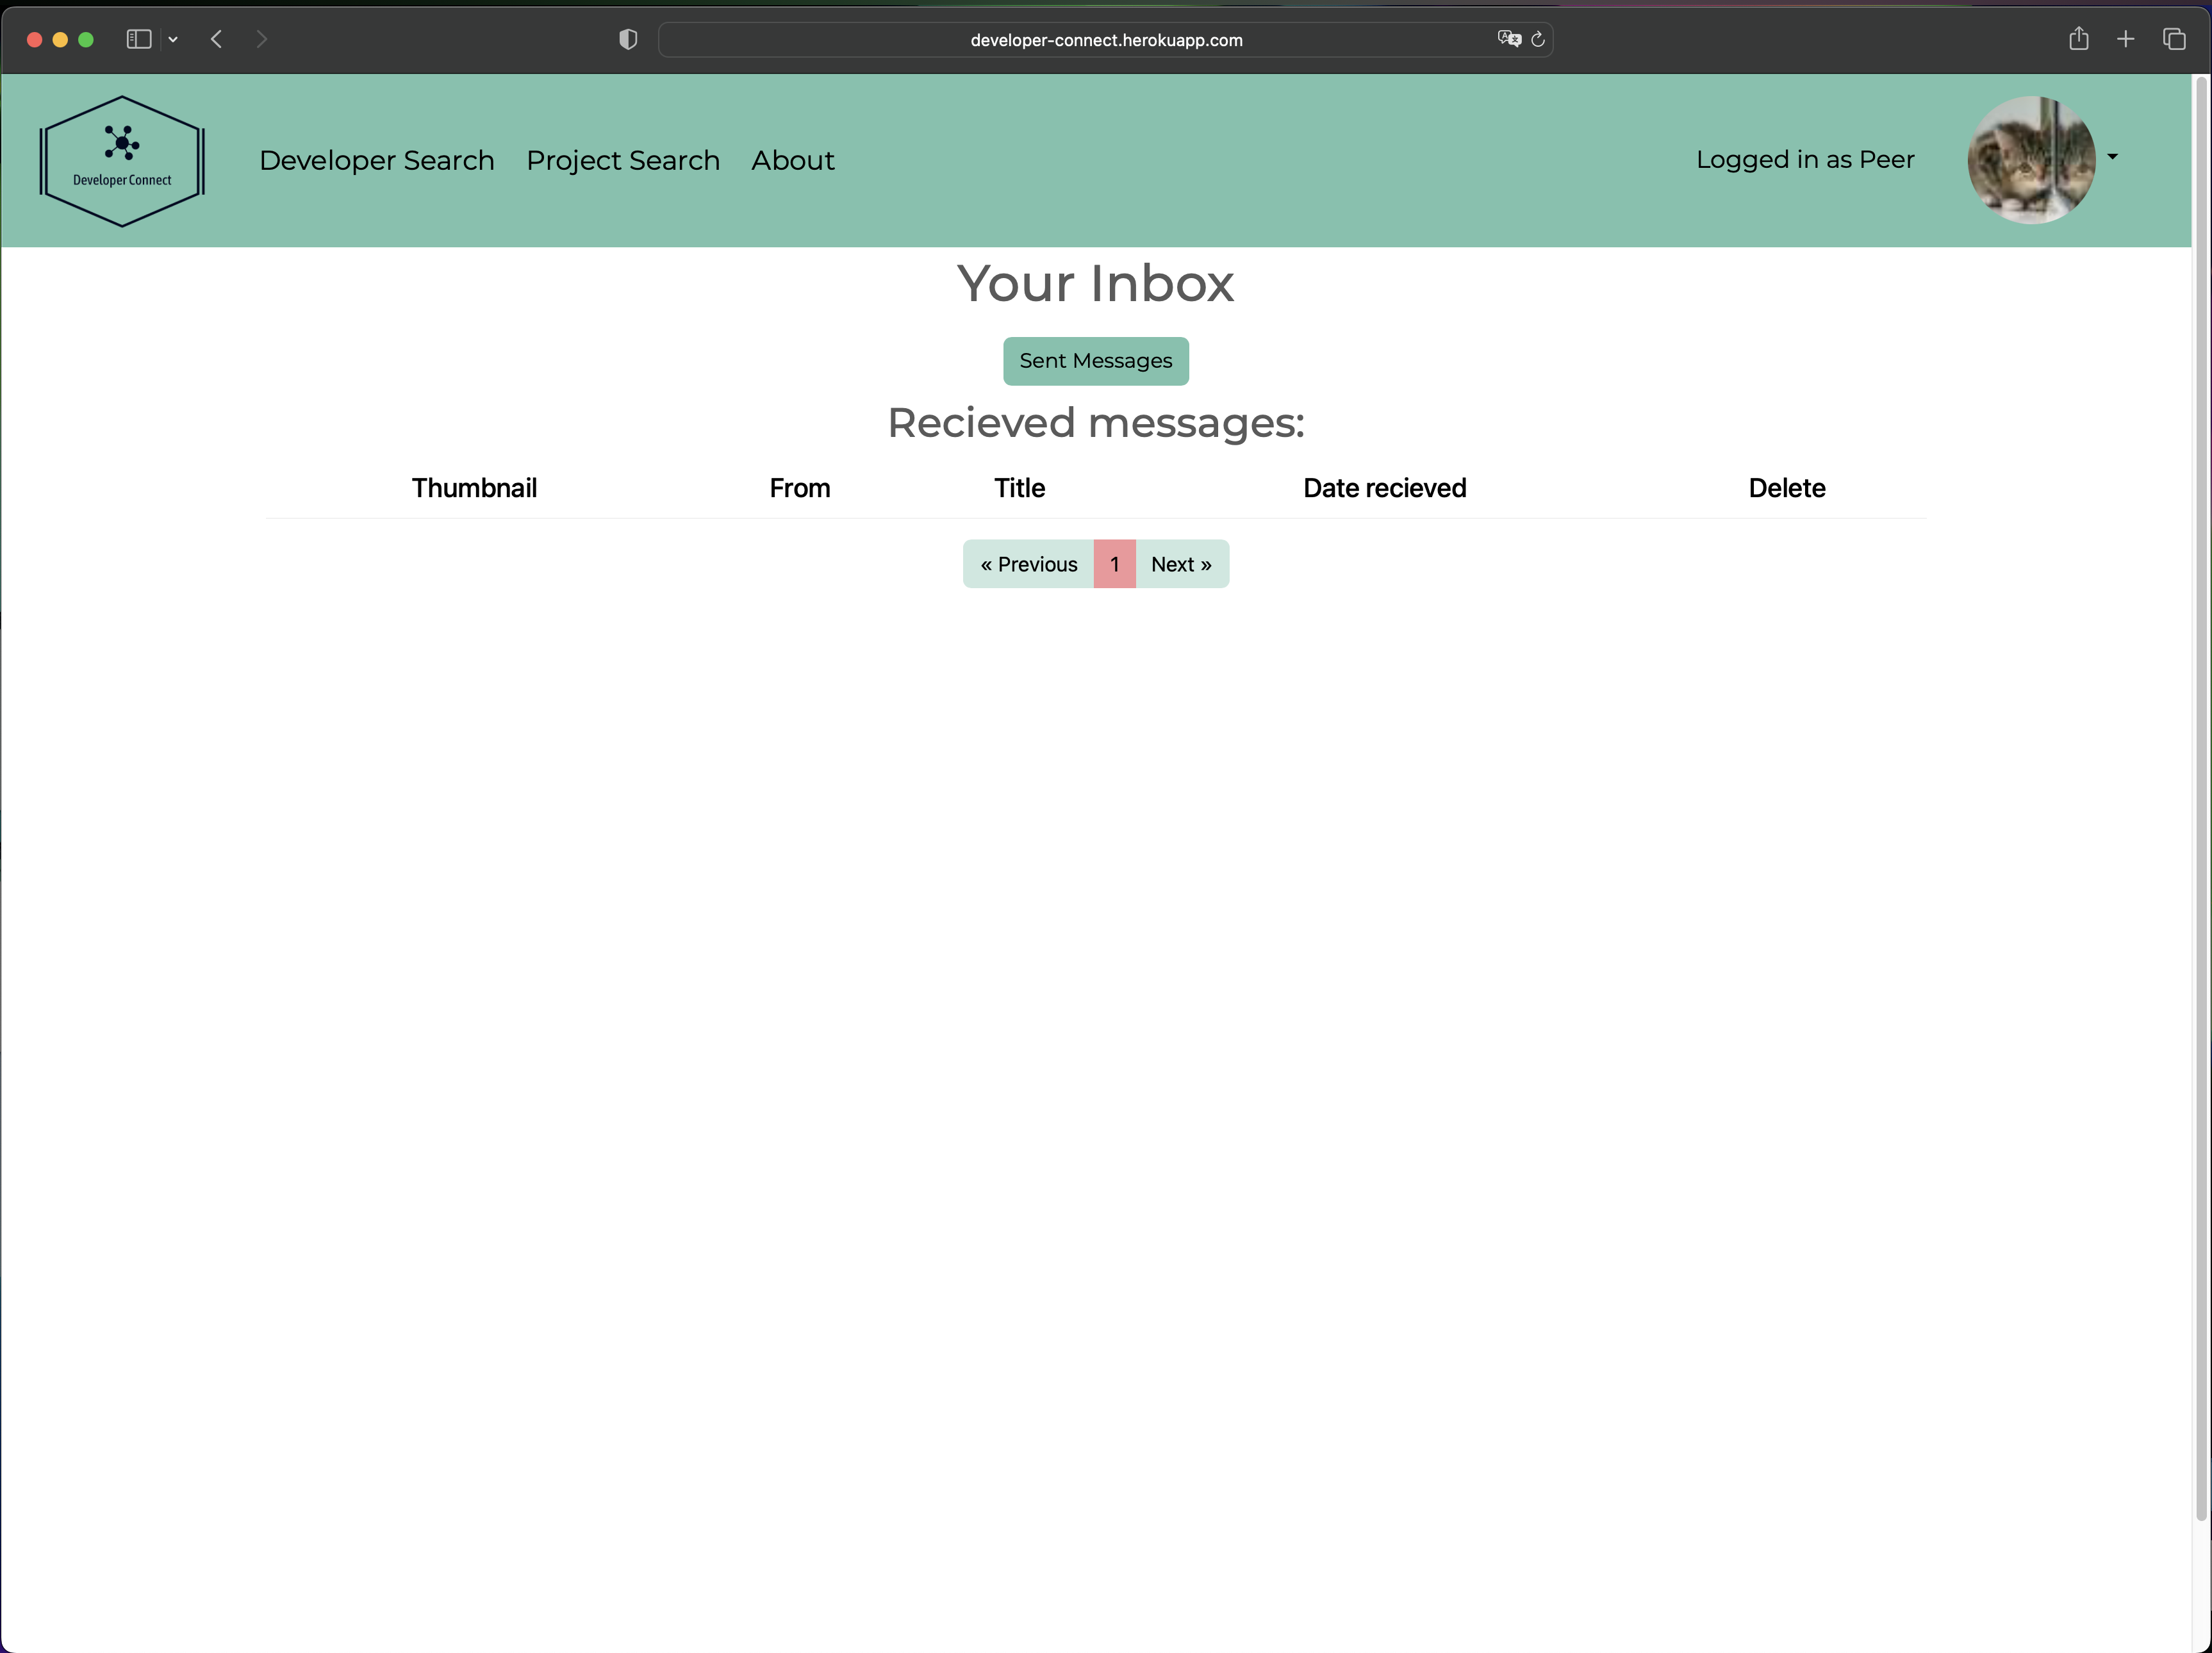 developer-connect.herokuapp.com
Developer Connect
Developer Search Project Search About
Logged in as Peer
Your Inbox
Sent Messages
Recieved messages:
Thumbnail From Title Date recieved Delete
« Previous 1 Next »